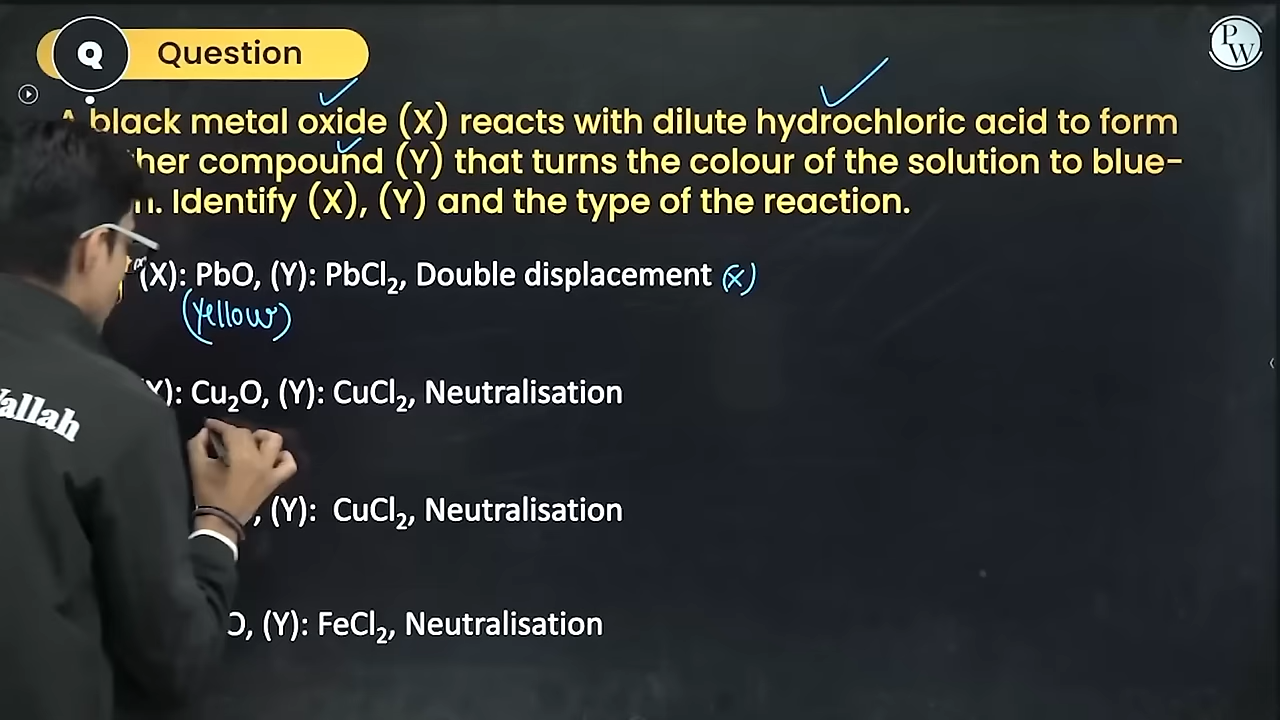 Q Question
PW
A black metal oxide (X) reacts with dilute hydrochloric acid to form
her compound (Y) that turns the colour of the solution to blue-
n. Identify (X), (Y) and the type of the reaction.
(X): PbO, (Y): PbCl₂, Double displacement (x)
(Yellow)
X): Cu₂O, (Y): CuCl₂, Neutralisation
allah
, (Y): CuCl₂, Neutralisation
O, (Y): FeCl₂, Neutralisation